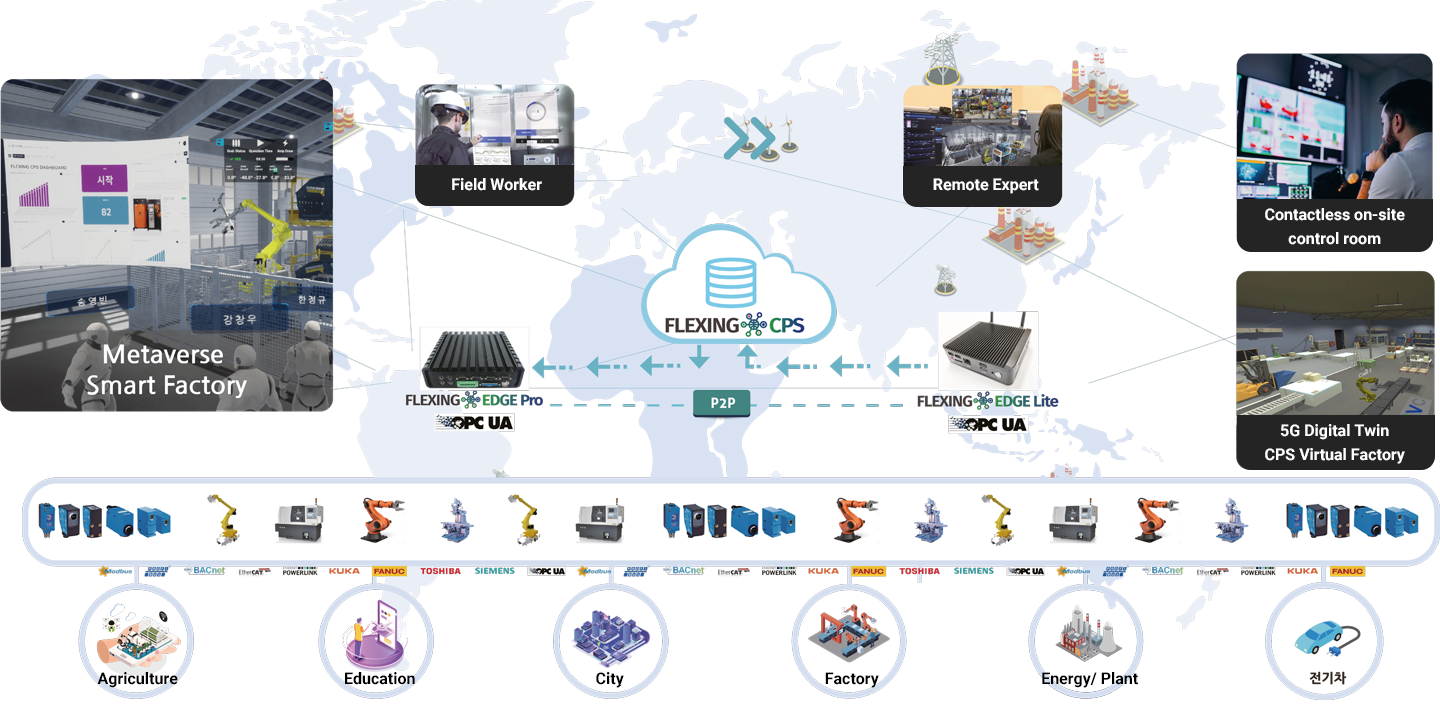 FLEXING CPS DASHBOARD
시작
82
송영빈
강창우
한정규
Metaverse
Smart Factory
Field Worker
Remote Expert
Contactless on-site
control room
FLEXING CPS
FLEXING EDGE Pro
OPC UA
P2P
FLEXING EDGE Lite
OPC UA
5G Digital Twin
CPS Virtual Factory
Modbus
BACnet
EtherCAT
POWERLINK
KUKA
FANUC
TOSHIBA
SIEMENS
OPC UA
Modbus
BACnet
EtherCAT
POWERLINK
KUKA
FANUC
TOSHIBA
SIEMENS
OPC UA
Modbus
BACnet
EtherCAT
POWERLINK
KUKA
FANUC
Agriculture
Education
City
Factory
Energy/ Plant
전기차